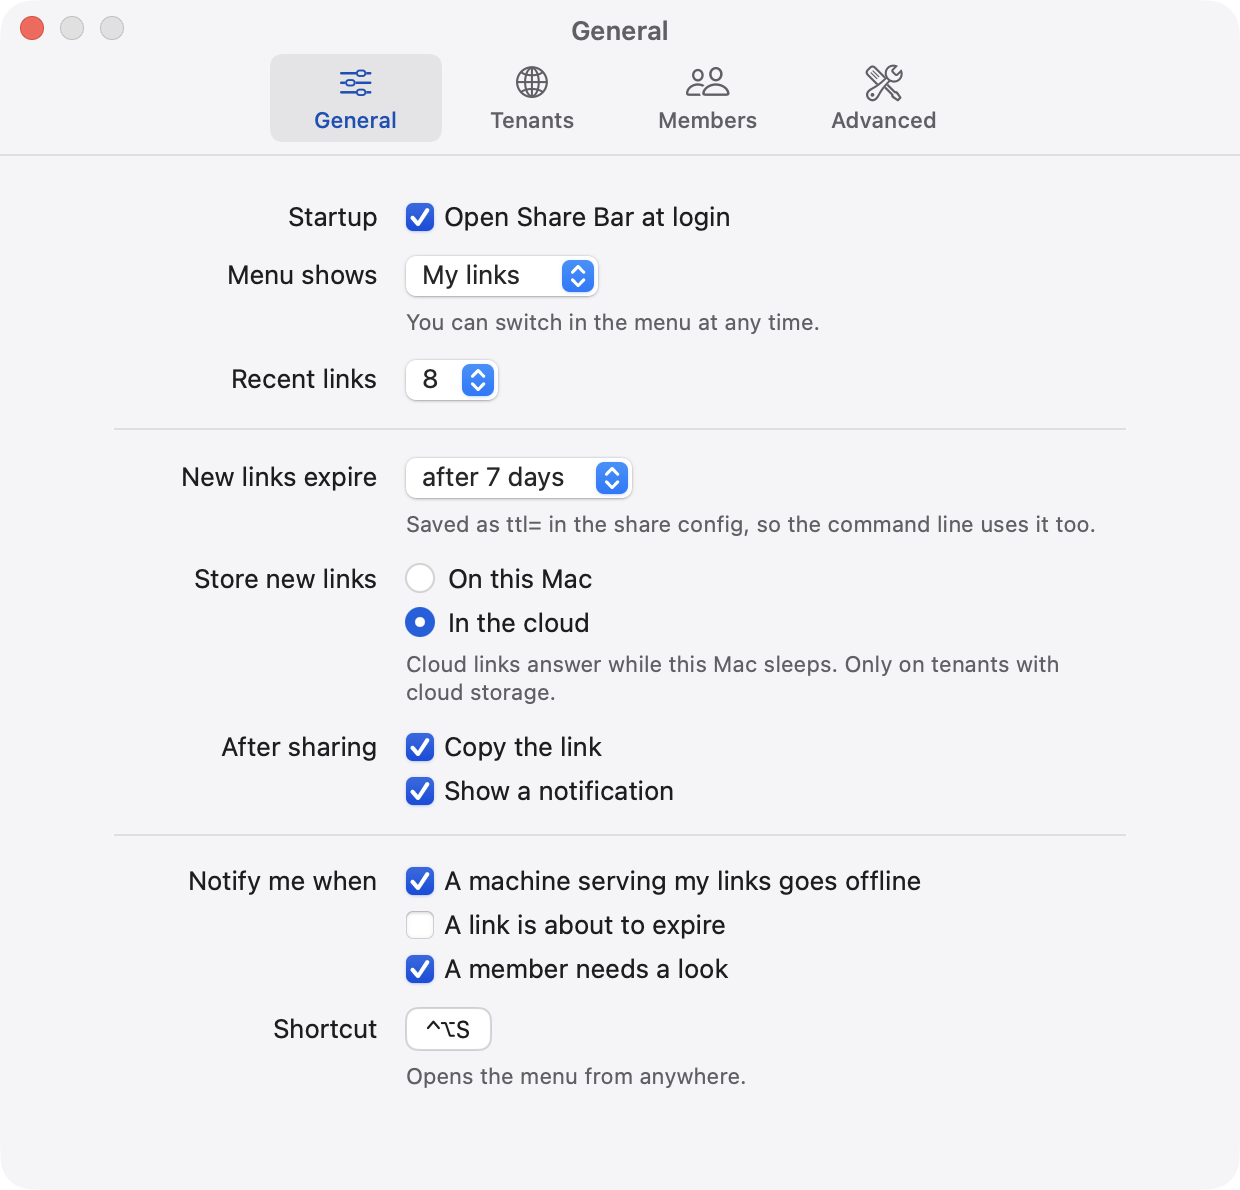 General
General
Tenants
Members
Advanced
Startup
Open Share Bar at login
Menu shows
My links
You can switch in the menu at any time.
Recent links
8
New links expire
after 7 days
Saved as ttl= in the share config, so the command line uses it too.
Store new links
On this Mac
In the cloud
Cloud links answer while this Mac sleeps. Only on tenants with
cloud storage.
After sharing
Copy the link
Show a notification
Notify me when
A machine serving my links goes offline
A link is about to expire
A member needs a look
Shortcut
^⌥S
Opens the menu from anywhere.